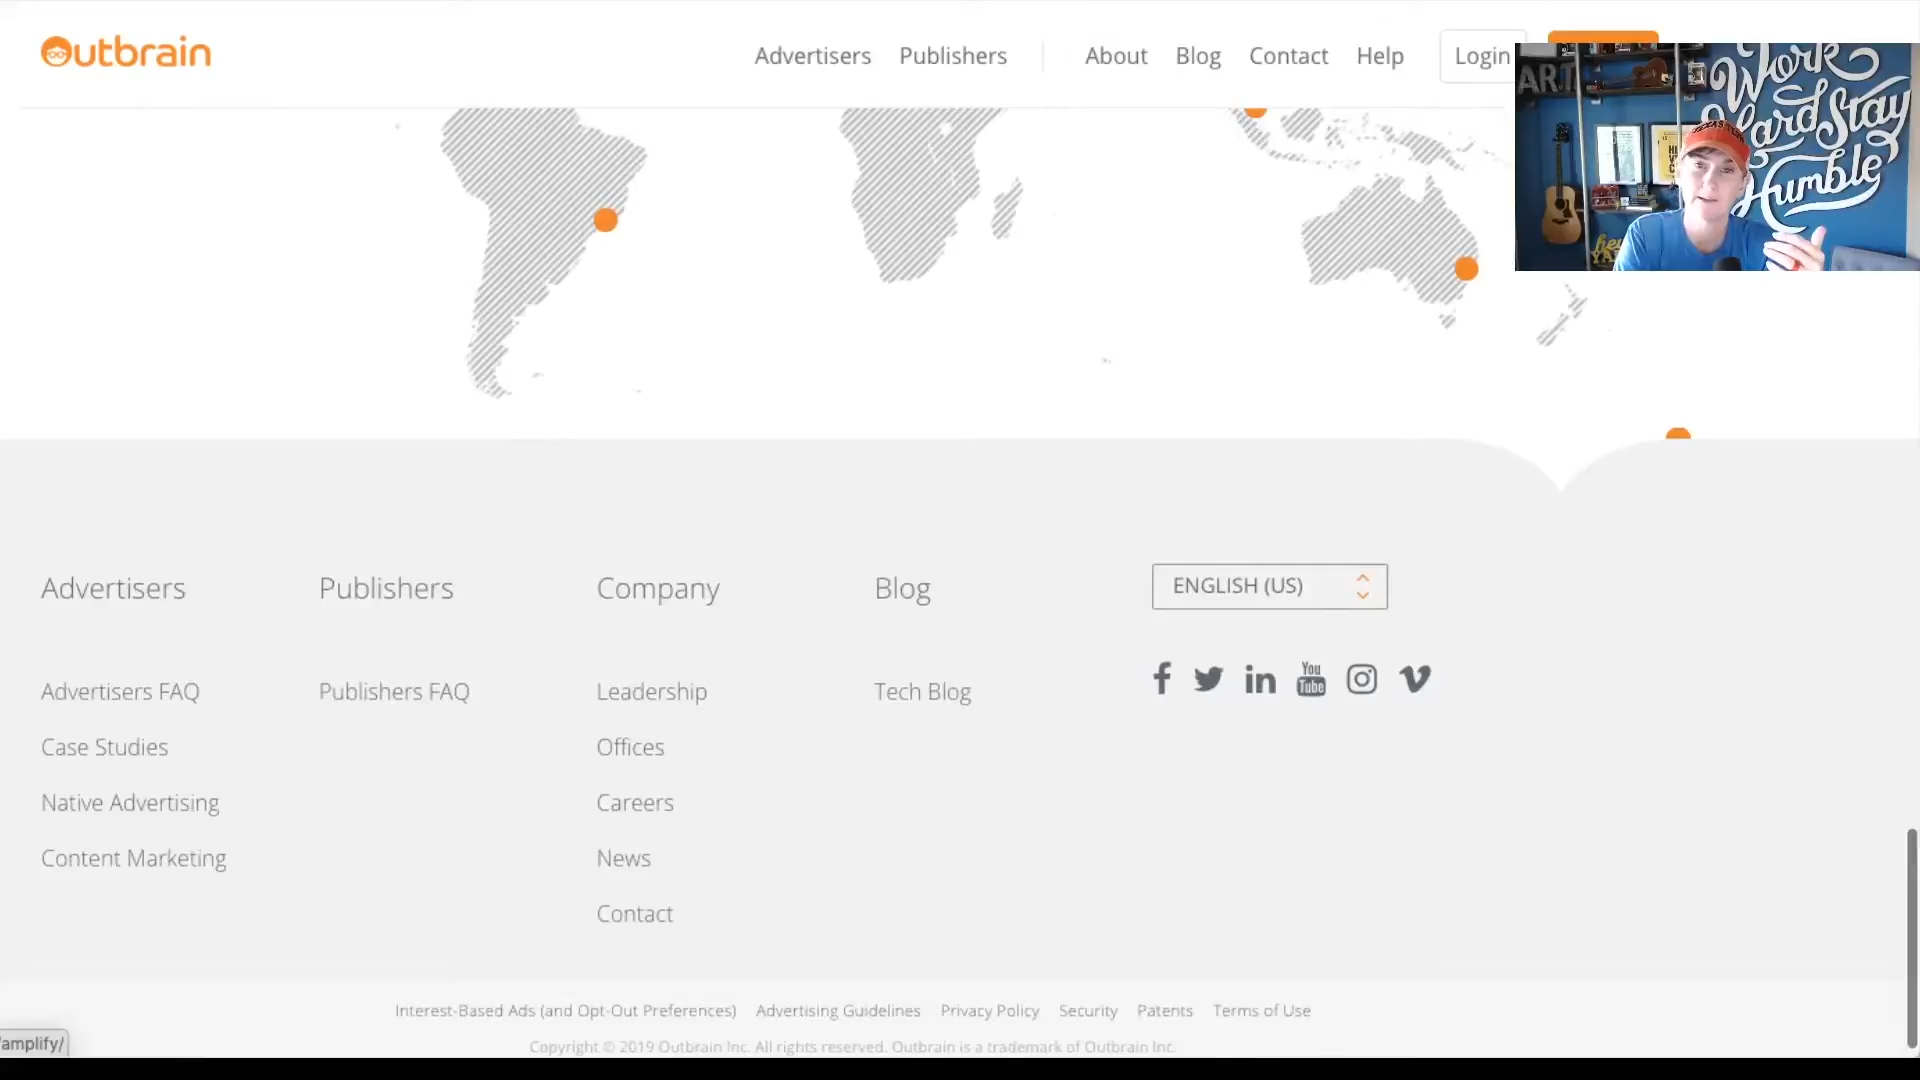 Outbrain
Advertisers Publishers About Blog Contact Help Login
ART
Work
Hard Stay
Humble
Advertisers Publishers Company Blog ENGLISH (US)
You
Tube
Advertisers FAQ Publishers FAQ Leadership Tech Blog
Case Studies Offices
Native Advertising Careers
Content Marketing News
Contact
Interest-Based Ads (and Opt-Out Preferences) Advertising Guidelines Privacy Policy Security Patents Terms of Use
/amplify/
Copyright © 2019 Outbrain Inc. All rights reserved. Outbrain is a trademark of Outbrain Inc.